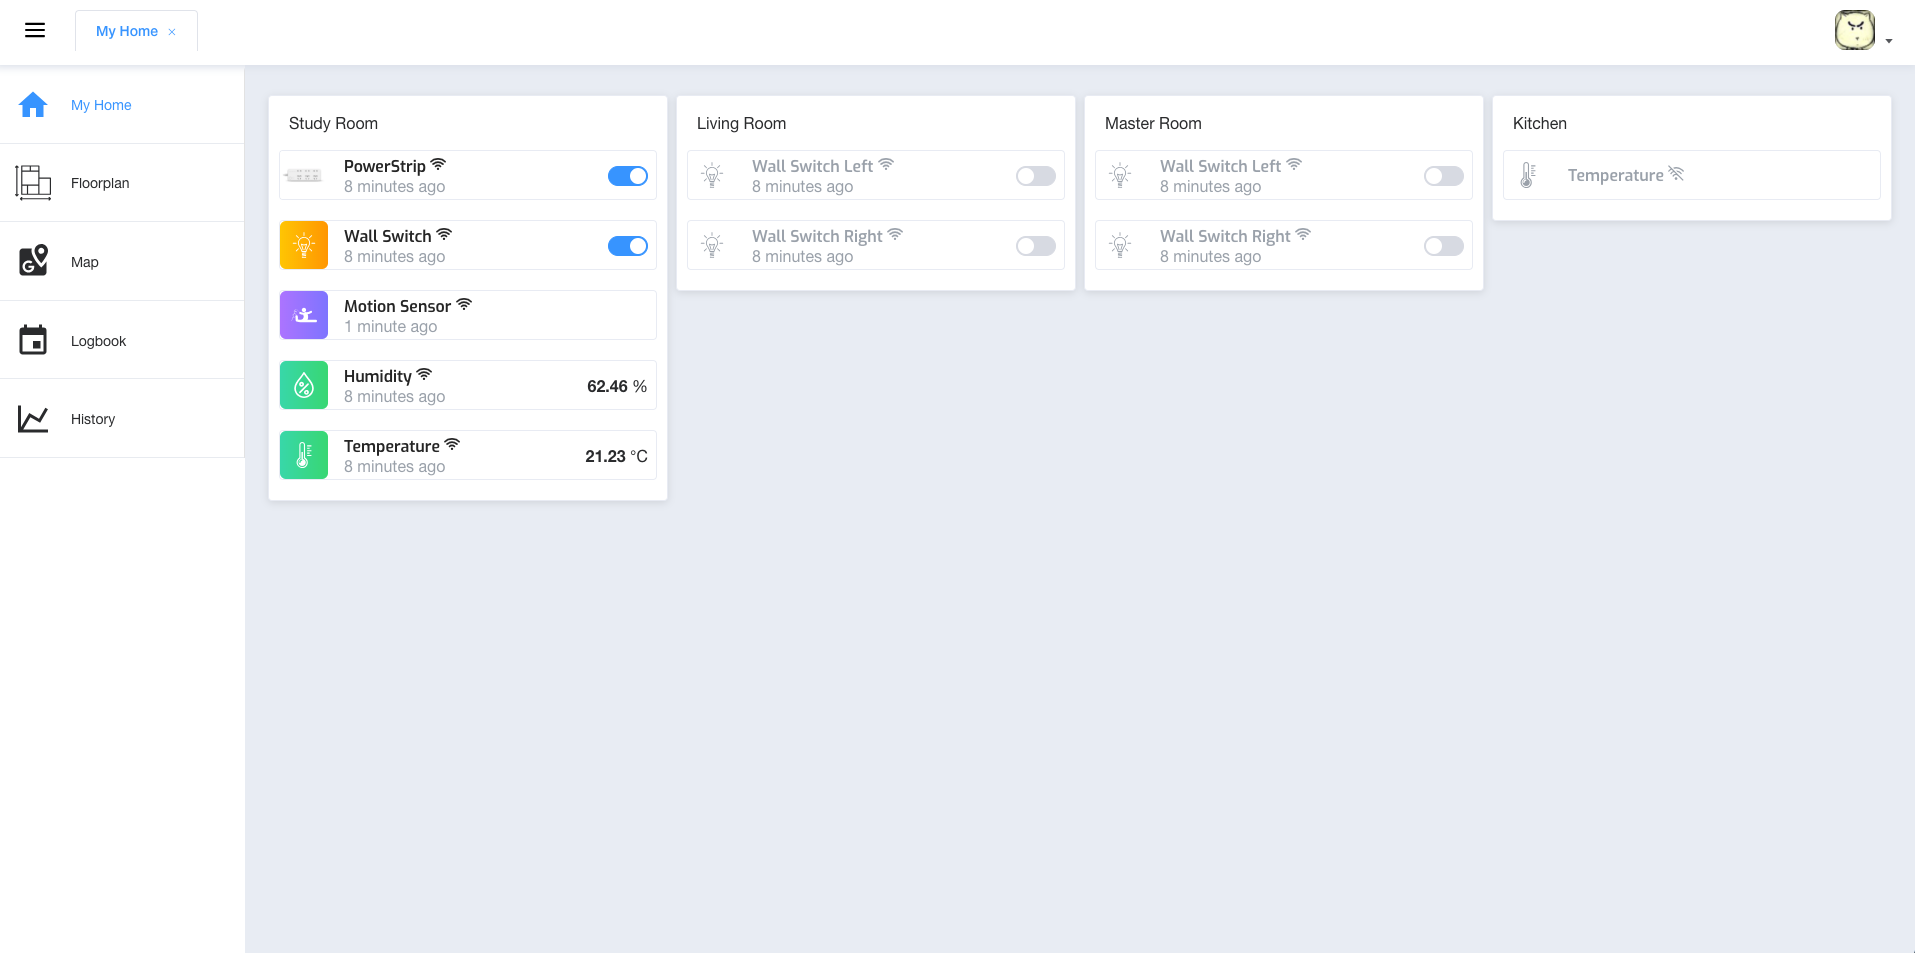 My Home ×
My Home
Floorplan
Map
Logbook
History
Study Room
PowerStrip
8 minutes ago
Wall Switch
8 minutes ago
Motion Sensor
1 minute ago
Humidity
8 minutes ago
62.46 %
Temperature
8 minutes ago
21.23 °C
Living Room
Wall Switch Left
8 minutes ago
Wall Switch Right
8 minutes ago
Master Room
Wall Switch Left
8 minutes ago
Wall Switch Right
8 minutes ago
Kitchen
Temperature